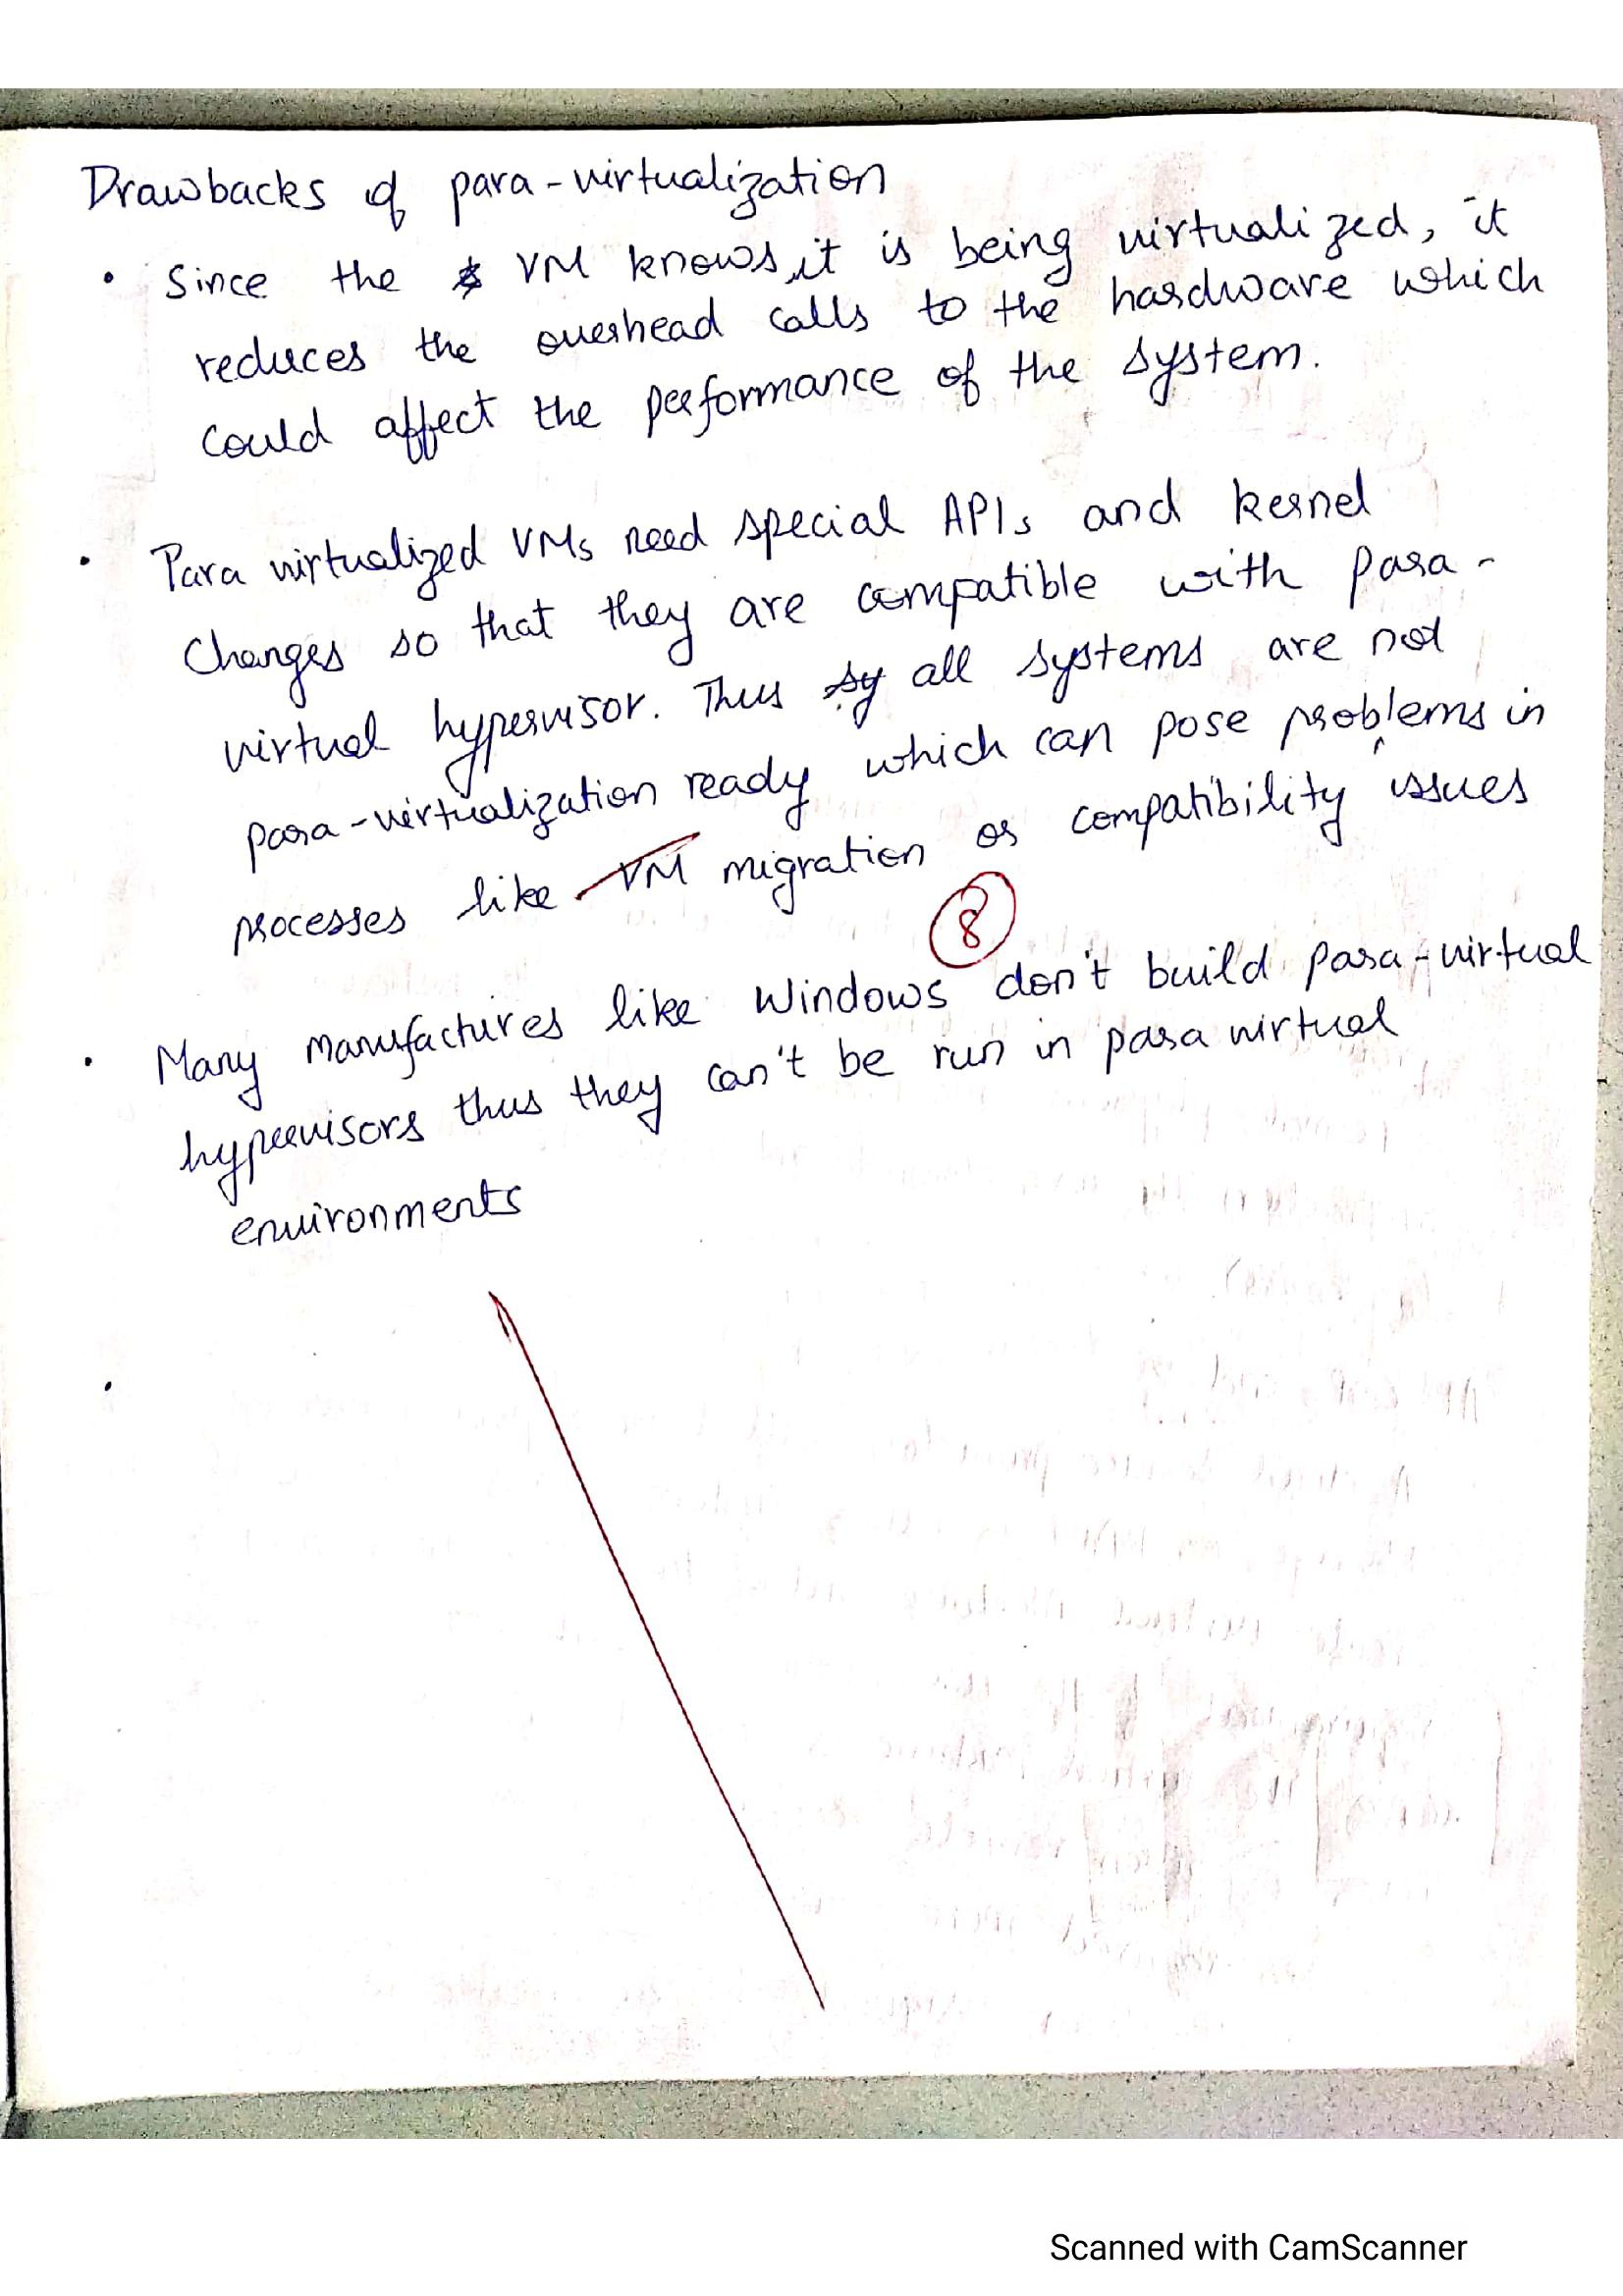 Drawbacks of para-virtualization
• Since the VM knows it is being virtualized, it
reduces the overhead calls to the hardware which
could affect the performance of the system.
• Para virtualized VMs need special APIs and kernel
changes so that they are compatible with para-
virtual hypervisor. Thus sy all systems are not
para-virtualization ready which can pose problems in
processes like VM migration or compatibility issues
8
• Many manufactures like Windows don't build para-virtual
hypervisors thus they can't be run in para virtual
environments
•
Scanned with CamScanner